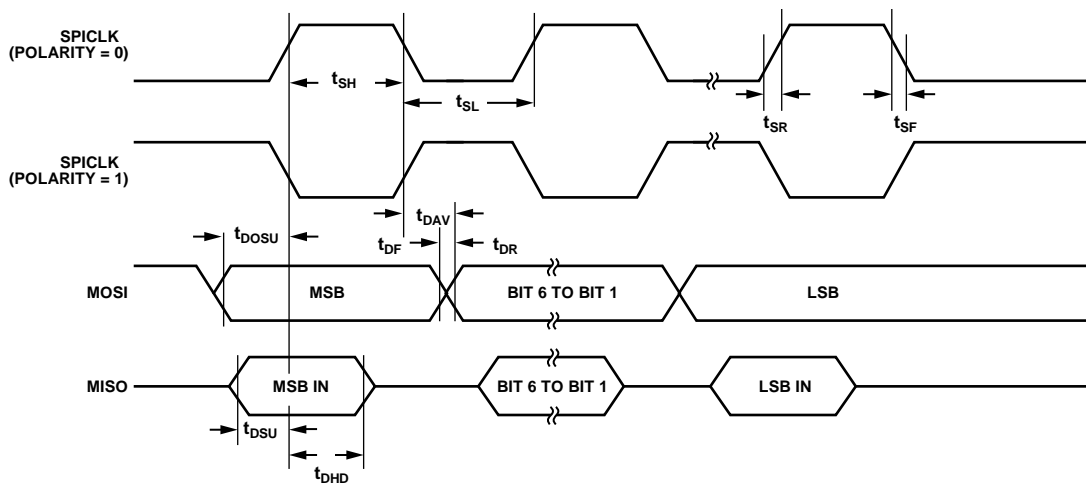 SPICLK
(POLARITY = 0)
tSH
tSL
tSR
tSF
SPICLK
(POLARITY = 1)
tDAV
tDOSU
tDF
tDR
MOSI
MSB
BIT 6 TO BIT 1
LSB
MISO
MSB IN
BIT 6 TO BIT 1
LSB IN
tDSU
tDHD